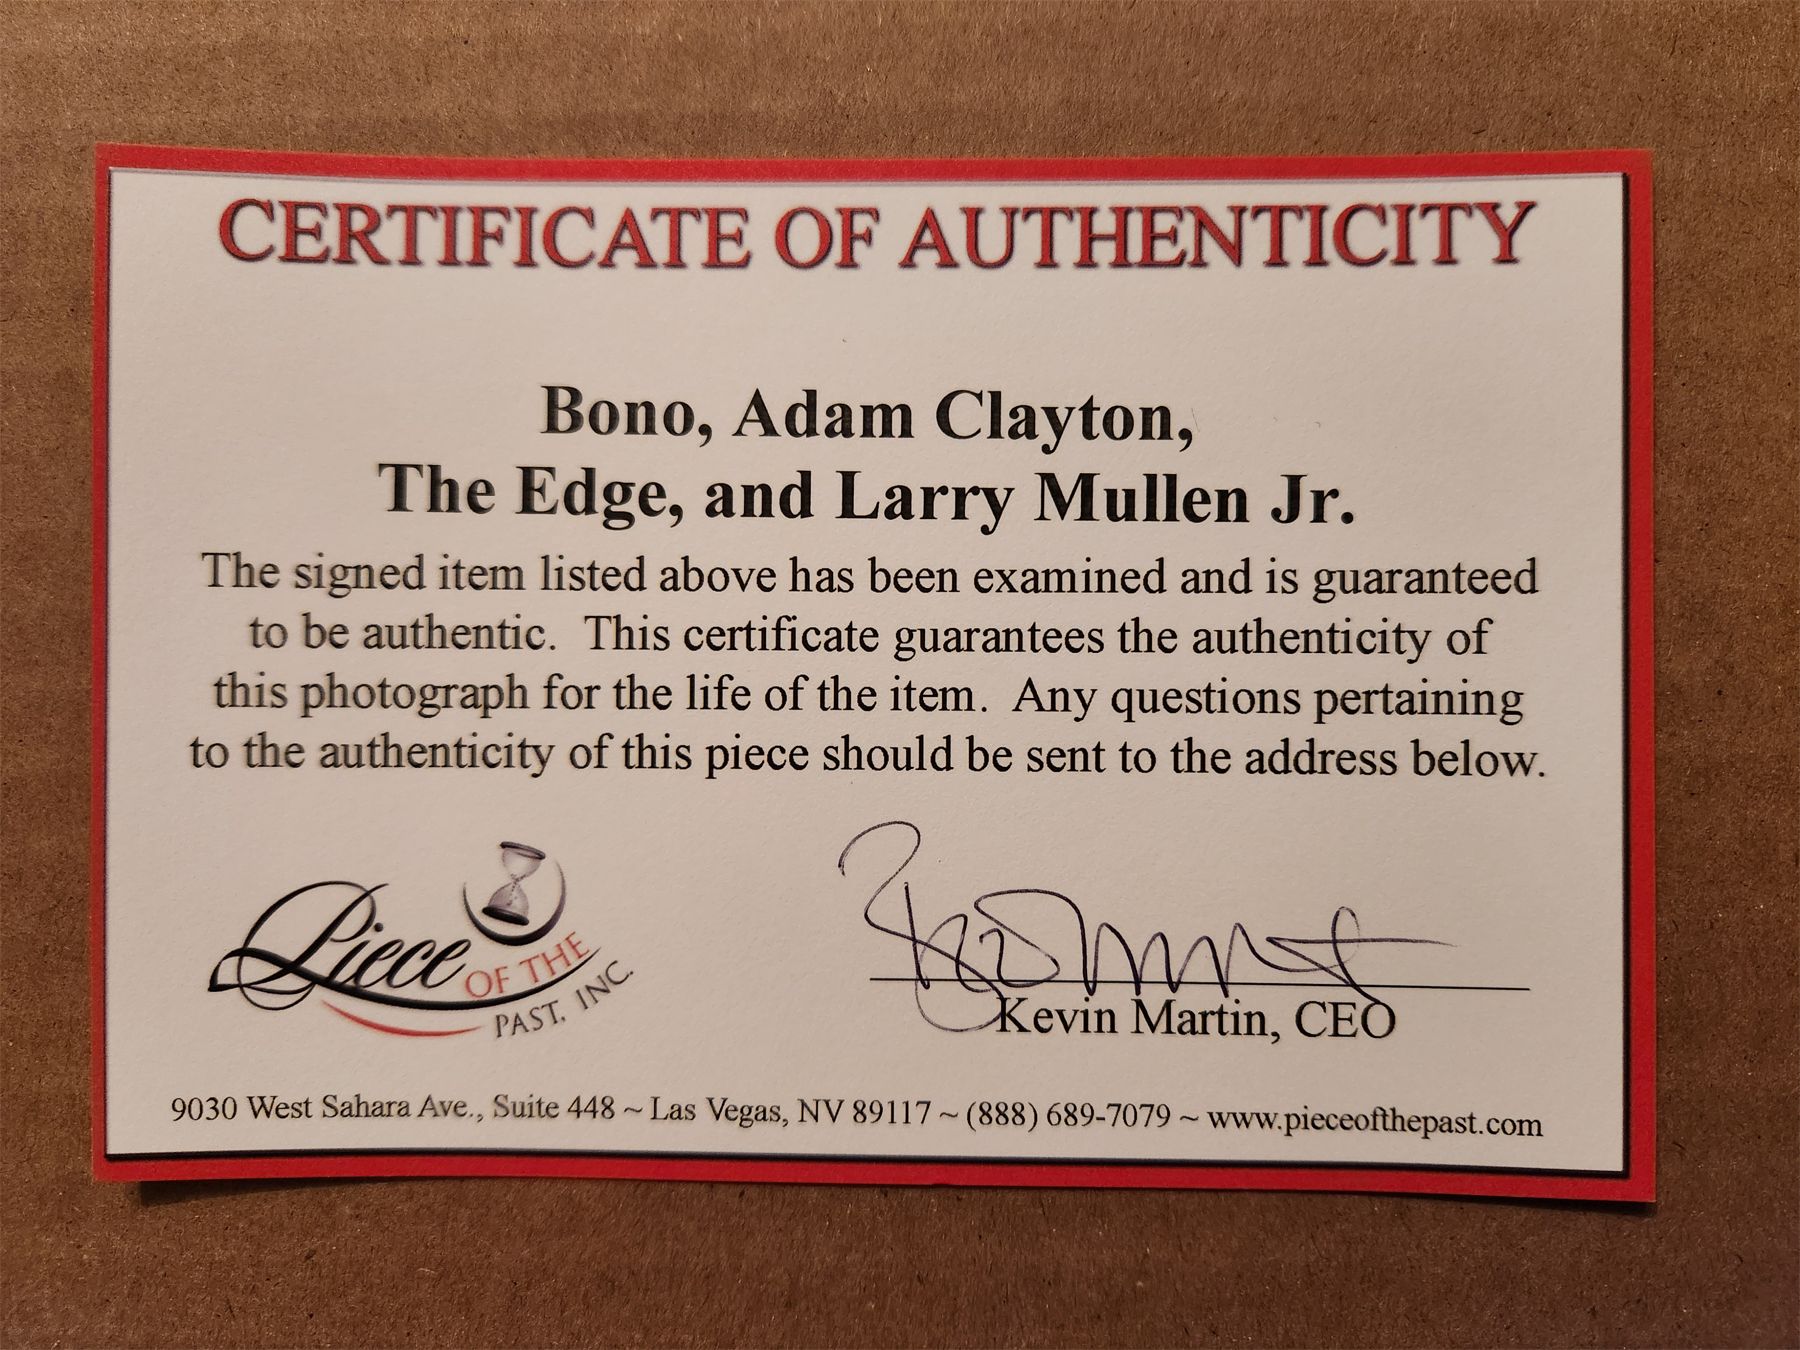 CERTIFICATE OF AUTHENTICITY
Bono, Adam Clayton,
The Edge, and Larry Mullen Jr.
The signed item listed above has been examined and is guaranteed
to be authentic.  This certificate guarantees the authenticity of
this photograph for the life of the item.  Any questions pertaining
to the authenticity of this piece should be sent to the address below.
Piece OF THE
PAST, INC.
Kevin Martin, CEO
9030 West Sahara Ave., Suite 448 ~ Las Vegas, NV 89117 ~ (888) 689-7079 ~ www.pieceofthepast.com